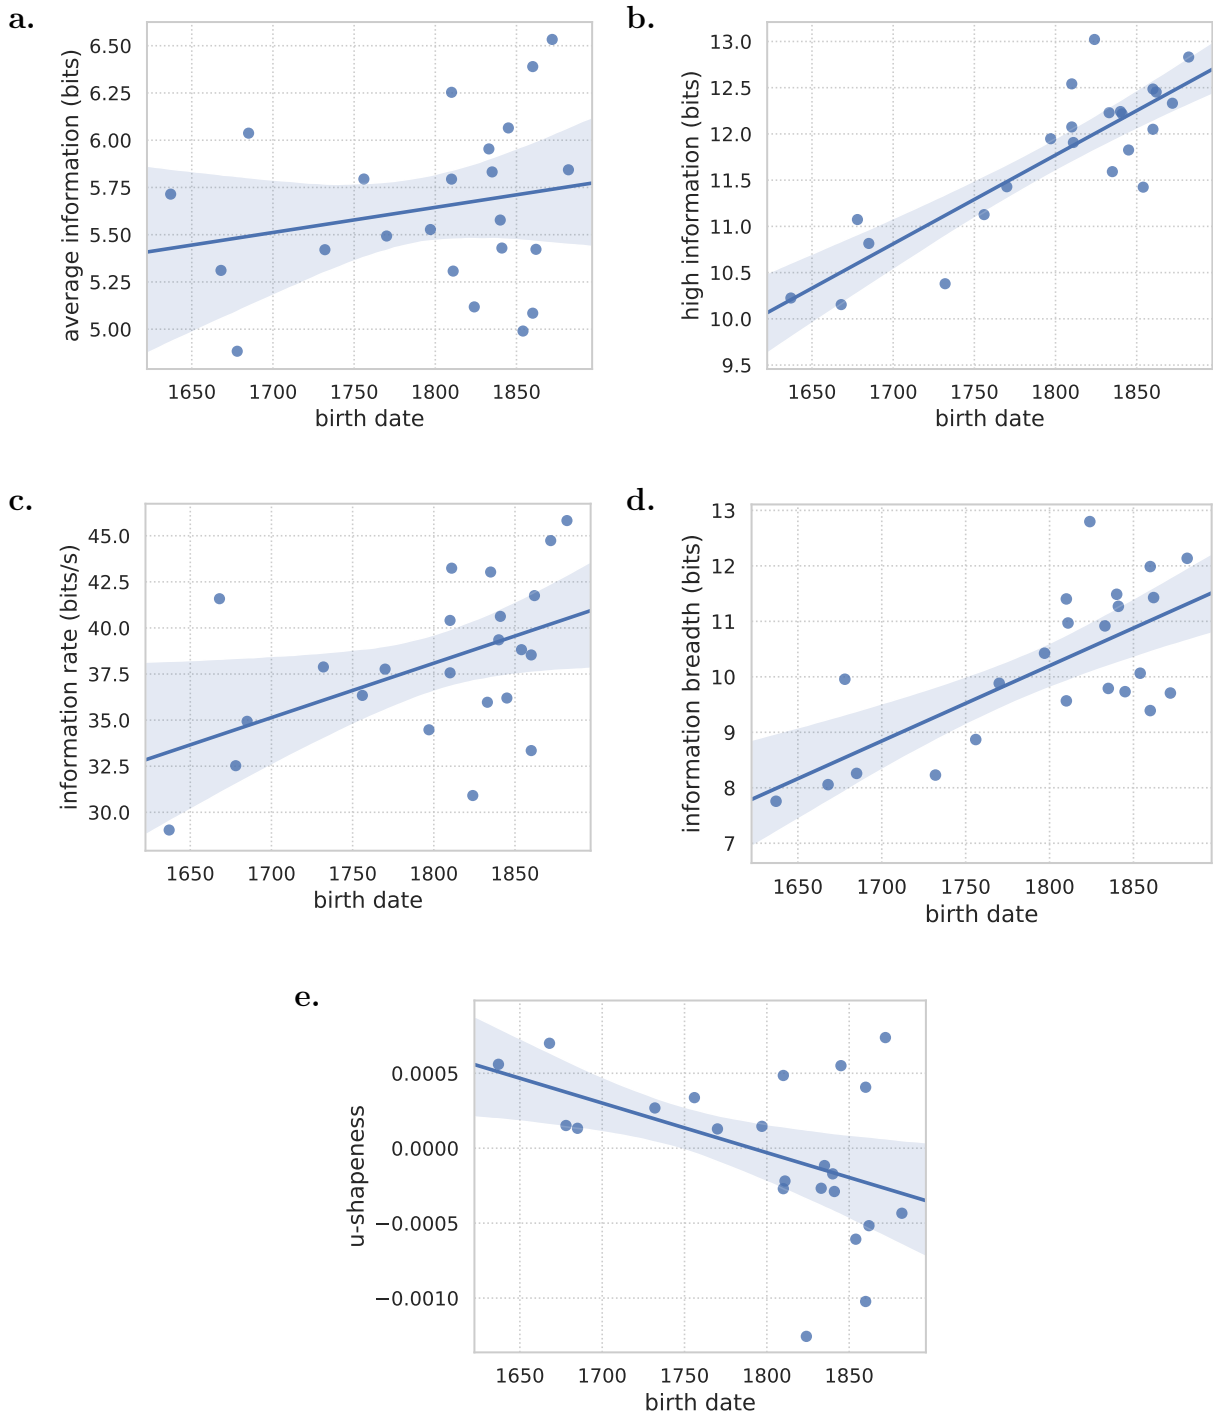 a.
average information (bits)
6.50
6.25
6.00
5.75
5.50
5.25
5.00
1650 1700 1750 1800 1850
birth date
b.
high information (bits)
13.0
12.5
12.0
11.5
11.0
10.5
10.0
9.5
1650 1700 1750 1800 1850
birth date
c.
information rate (bits/s)
45.0
42.5
40.0
37.5
35.0
32.5
30.0
1650 1700 1750 1800 1850
birth date
d.
information breadth (bits)
13
12
11
10
9
8
7
1650 1700 1750 1800 1850
birth date
e.
u-shapeness
0.0005
0.0000
−0.0005
−0.0010
1650 1700 1750 1800 1850
birth date